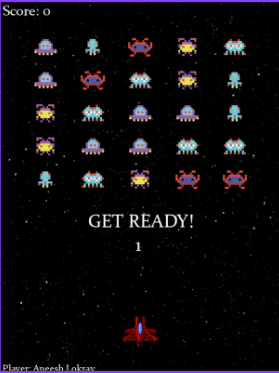 Score: 0
GET READY!
1
Player: Aneesh Lokray